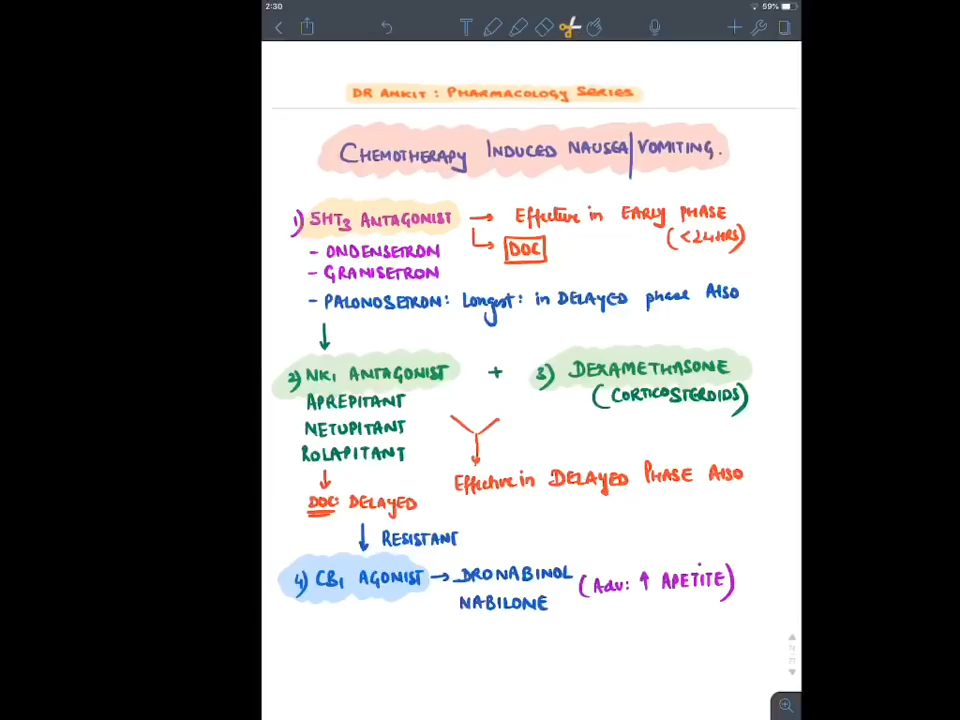 2:30
59%
DR ANKIT : PHARMACOLOGY SERIES
CHEMOTHERAPY INDUCED NAUSEA/VOMITING.
1) 5HT3 ANTAGONIST → Effective in EARLY PHASE
(<24HRS)
DOC
- ONDENSETRON
- GRANISETRON
- PALONOSETRON: Longest: in DELAYED phase Also
2) NK1 ANTAGONIST + 3) DEXAMETHASONE
(CORTICOSTEROIDS)
APREPITANT
NETUPITANT
ROLAPITANT
Effective in DELAYED PHASE Also
DOC: DELAYED
RESISTANT
4) CB1 AGONIST → DRONABINOL
NABILONE
(Adv: ↑ APETITE)